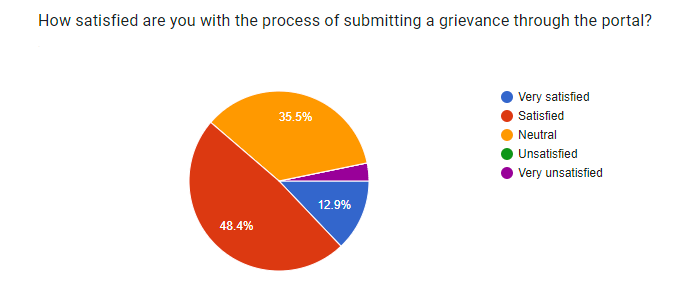 How satisfied are you with the process of submitting a grievance through the portal?
35.5%
12.9%
48.4%
Very satisfied
Satisfied
Neutral
Unsatisfied
Very unsatisfied